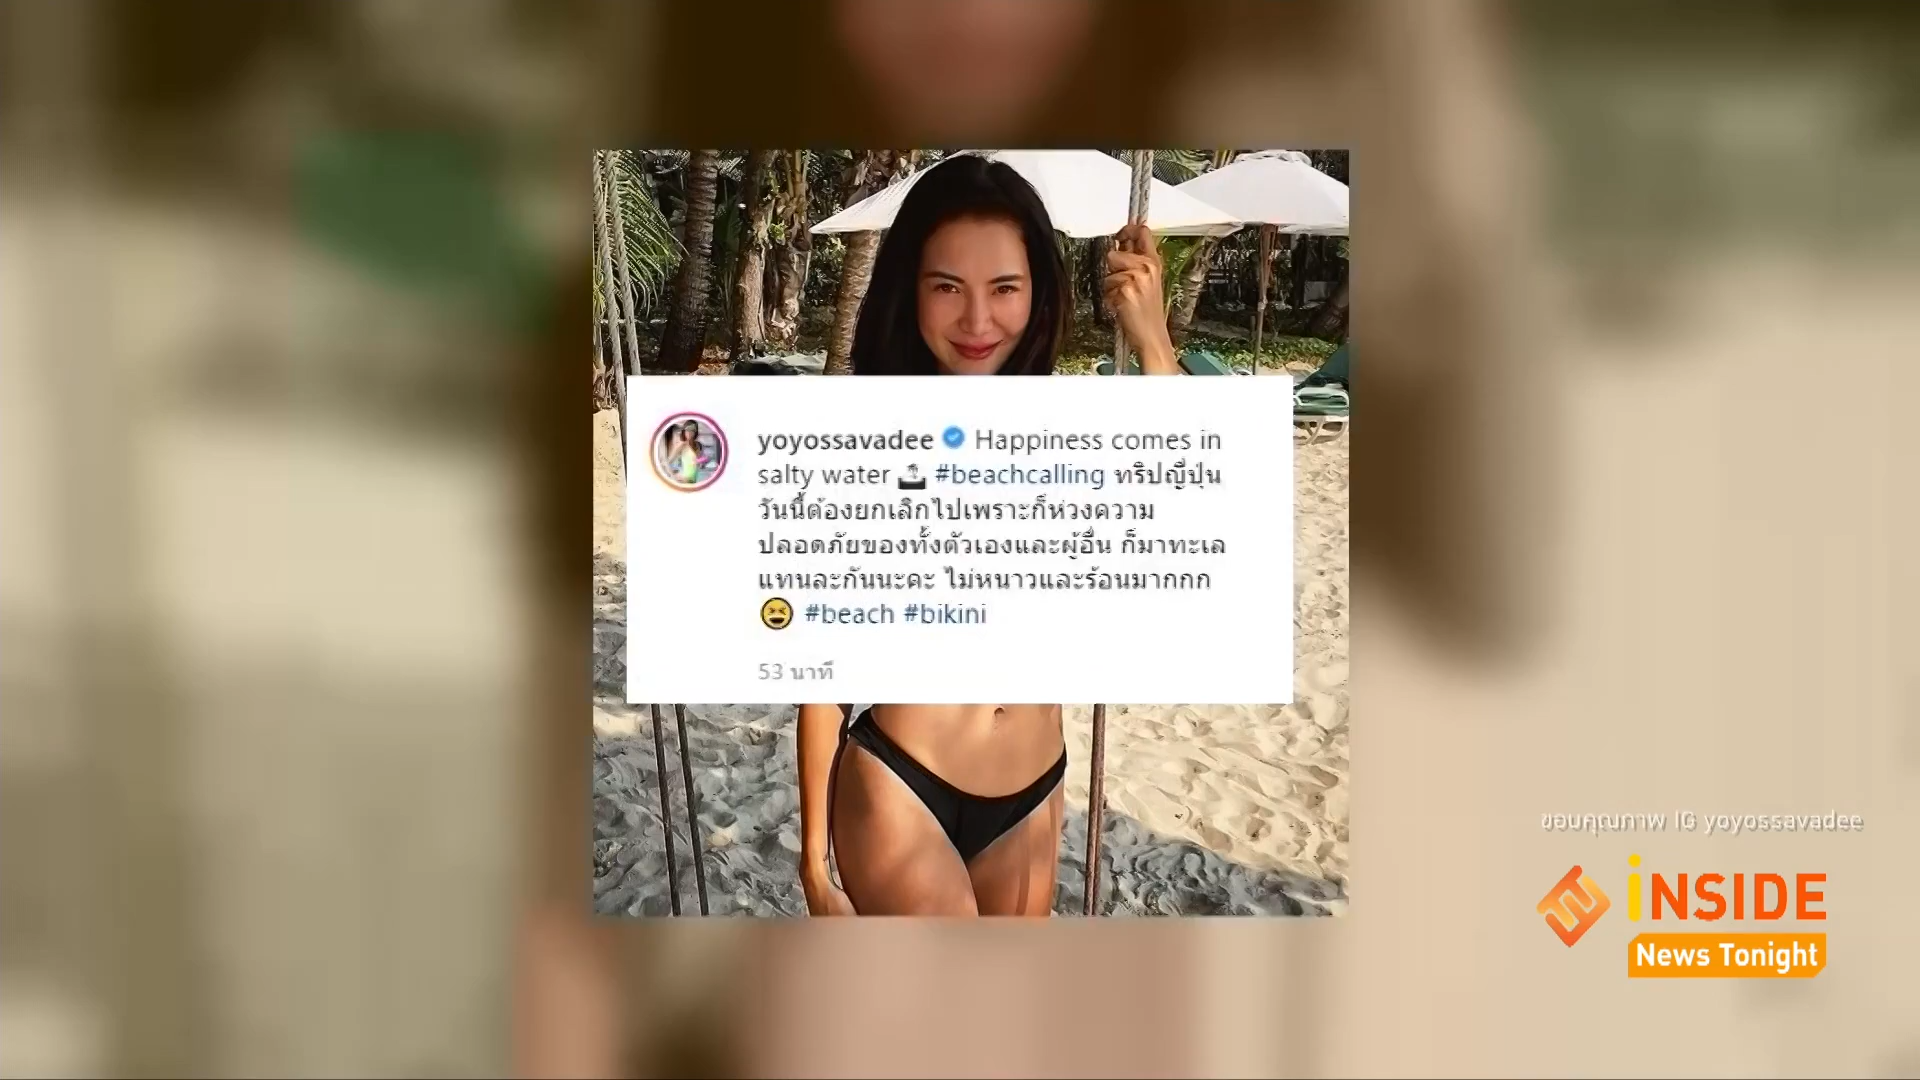 yoyossavadee Happiness comes in
salty water #beachcalling ทริปญี่ปุ่น
วันนี้ต้องยกเลิกไปเพราะก็ห่วงความ
ปลอดภัยของทั้งตัวเองและผู้อื่น ก็มาทะเล
แทนละกันนะคะ ไม่หนาวและร้อนมากกก
😆 #beach #bikini
53 นาที
ขอบคุณภาพ IG yoyossavadee
iNSIDE
News Tonight